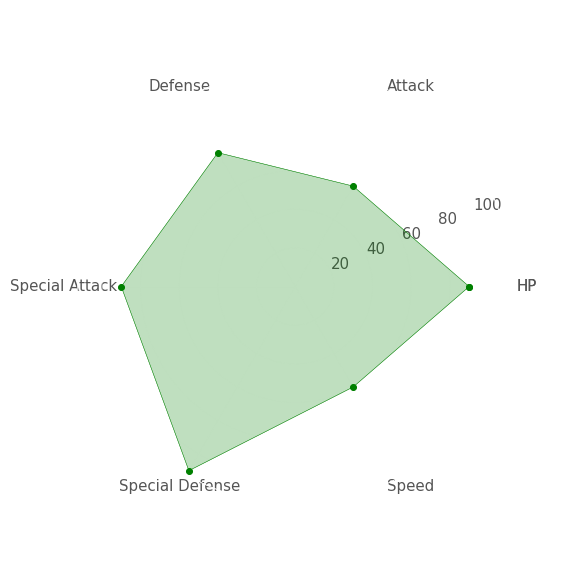 Defense
Attack
100
80
60
40
20
Special Attack
HP
Special Defense
Speed